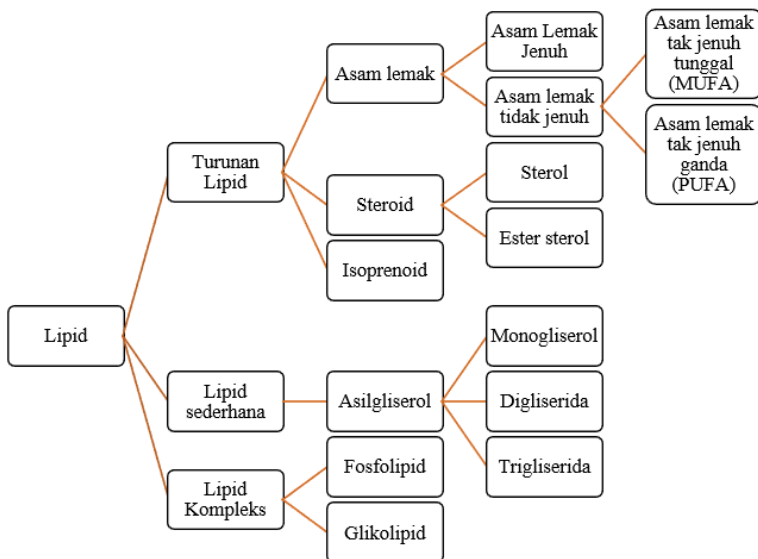 Lipid
Turunan
Lipid
Asam lemak
Asam Lemak
Jenuh
Asam lemak
tidak jenuh
Asam lemak
tak jenuh
tunggal
(MUFA)
Asam lemak
tak jenuh
ganda
(PUFA)
Steroid
Sterol
Ester sterol
Isoprenoid
Lipid
sederhana
Asilgliserol
Monogliserol
Digliserida
Trigliserida
Lipid
Kompleks
Fosfolipid
Glikolipid